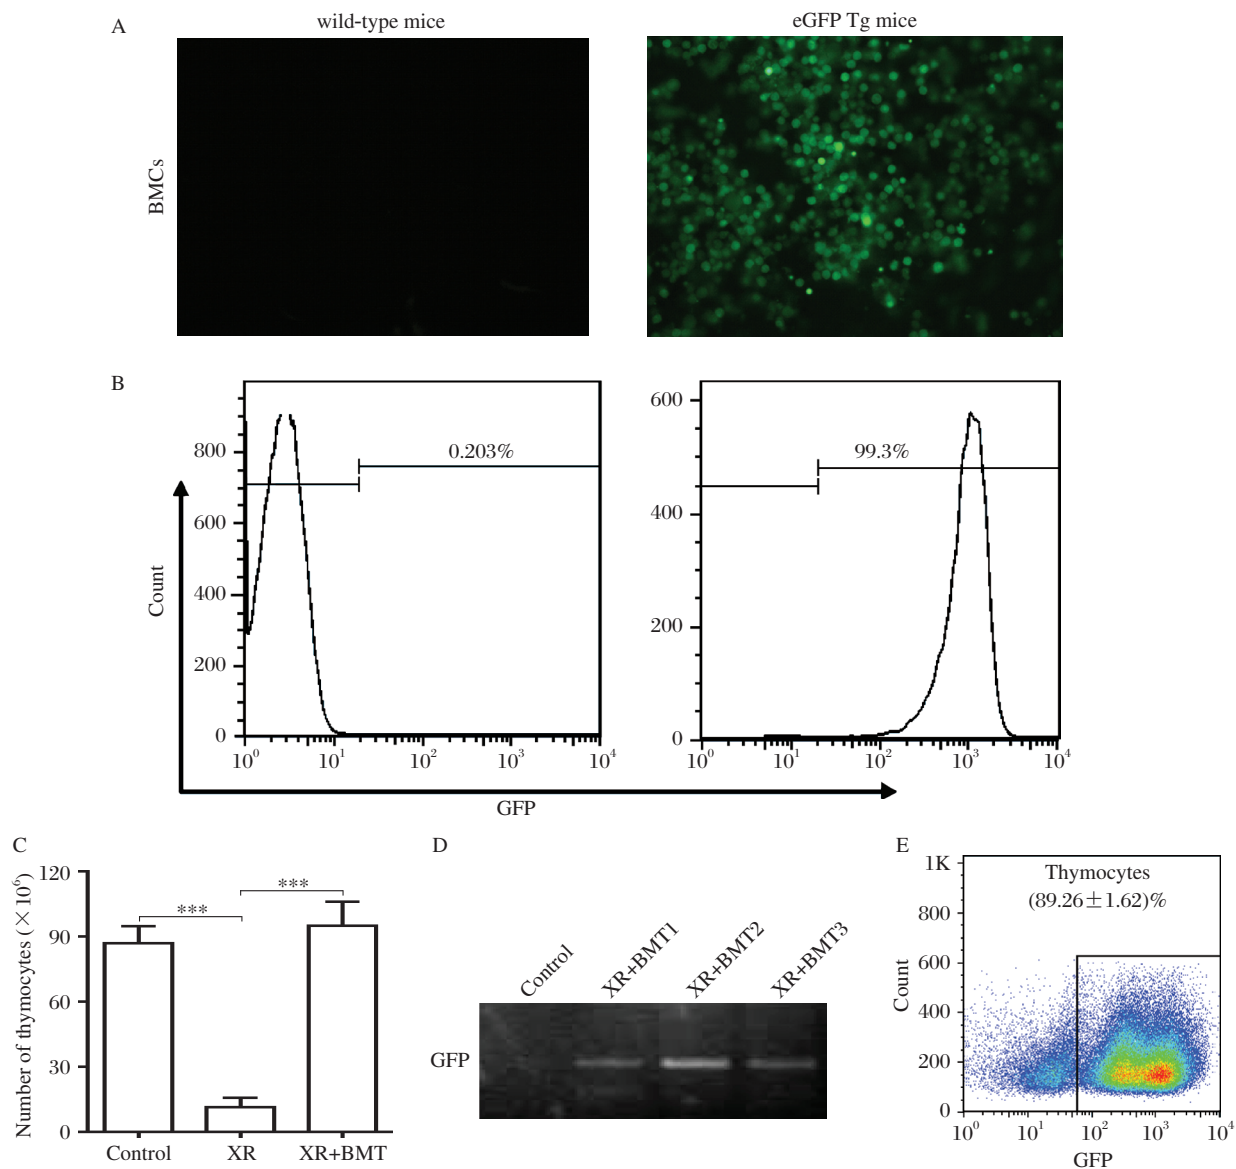 A
wild-type mice
eGFP Tg mice
BMCs
B
800
600
400
200
0
10⁰ 10¹ 10² 10³ 10⁴
0.203%
600
400
200
0
10⁰ 10¹ 10² 10³ 10⁴
99.3%
Count
GFP
C
Number of thymocytes (×10⁶)
120
90
60
30
0
***
***
Control XR XR+BMT
D
Control
XR+BMT1
XR+BMT2
XR+BMT3
GFP
E
Thymocytes
(89.26±1.62)%
1K
800
600
400
200
0
Count
10⁰ 10¹ 10² 10³ 10⁴
GFP